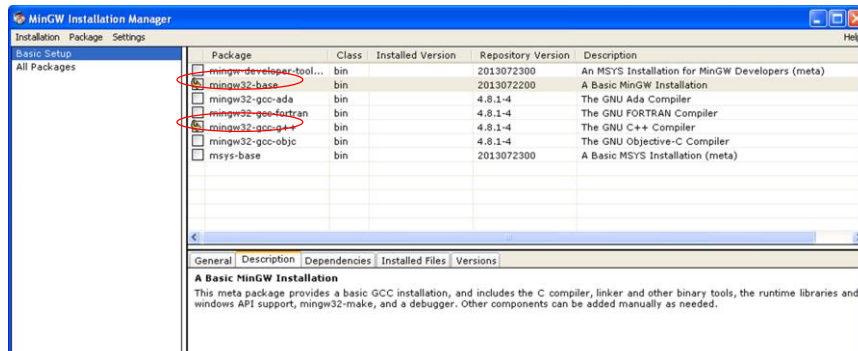 MinGW Installation Manager
Installation Package Settings Help
Basic Setup
All Packages
Package Class Installed Version Repository Version Description
mingw-developer-tool... bin 2013072300 An MSYS Installation for MinGW Developers (meta)
mingw32-base bin 2013072200 A Basic MinGW Installation
mingw32-gcc-ada bin 4.8.1-4 The GNU Ada Compiler
mingw32-gcc-fortran bin 4.8.1-4 The GNU FORTRAN Compiler
mingw32-gcc-g++ bin 4.8.1-4 The GNU C++ Compiler
mingw32-gcc-objc bin 4.8.1-4 The GNU Objective-C Compiler
msys-base bin 2013072300 A Basic MSYS Installation (meta)
General Description Dependencies Installed Files Versions
A Basic MinGW Installation
This meta package provides a basic GCC installation, and includes the C compiler, linker and other binary tools, the runtime libraries and
windows API support, mingw32-make, and a debugger. Other components can be added manually as needed.